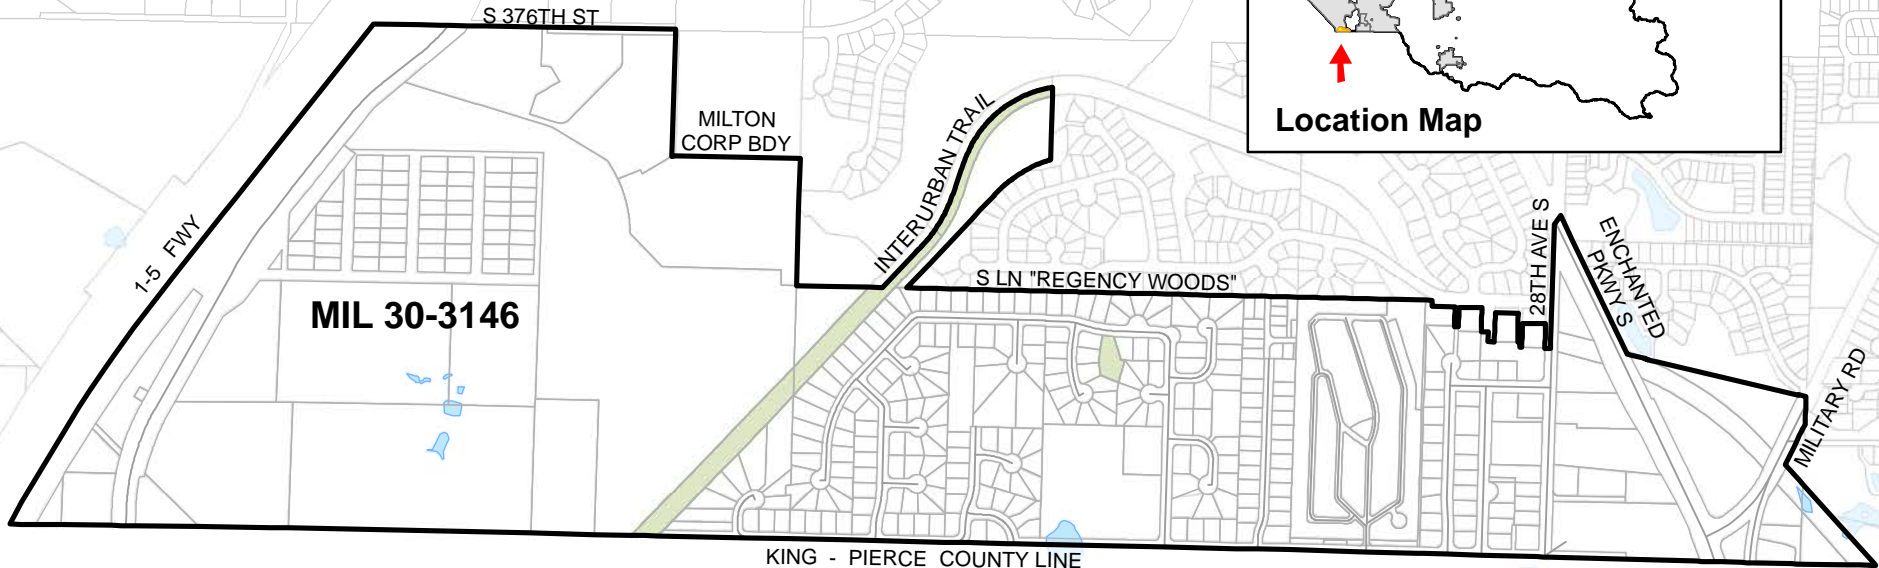 S 376TH ST
MILTON
CORP BDY
INTERURBAN TRAIL
Location Map
1-5 FWY
MIL 30-3146
S LN "REGENCY WOODS"
28TH AVE S
ENCHANTED
PKWY S
MILITARY RD
KING - PIERCE COUNTY LINE